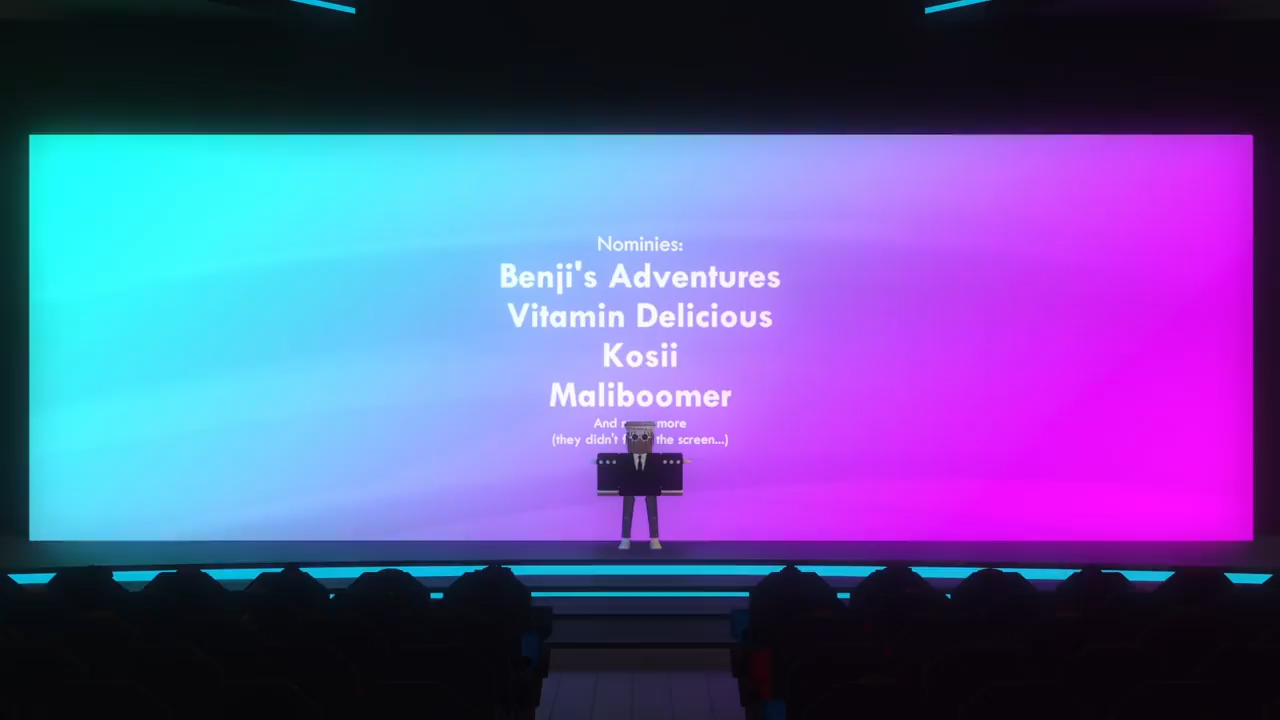 Nominies:
Benji's Adventures
Vitamin Delicious
Kosii
Maliboomer
And more
(they didn't the screen...)